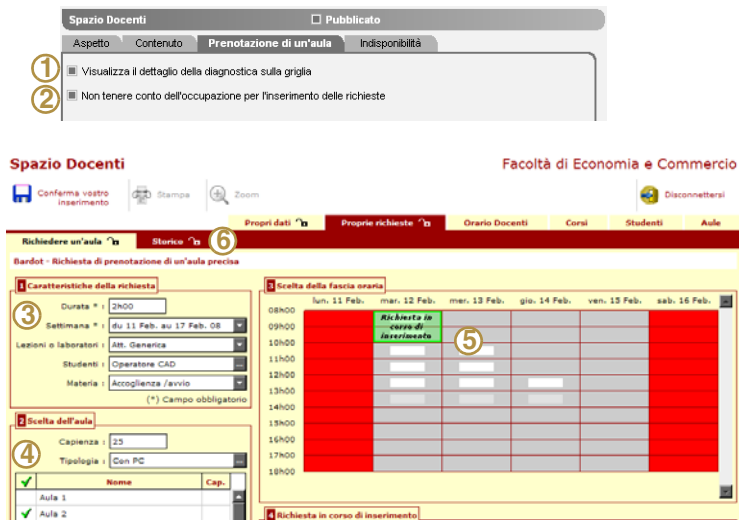 Spazio Docenti
Pubblicato
Aspetto Contenuto Prenotazione di un'aula Indisponibilità
1 Visualizza il dettaglio della diagnostica sulla griglia
2 Non tenere conto dell'occupazione per l'inserimento delle richieste
Spazio Docenti
Facoltà di Economia e Commercio
Conferma vostro
inserimento
Stampa
Zoom
Disconnettersi
Propri dati Proprie richieste Orario Docenti Corsi Studenti Aule
Richiedere un'aula Storico 6
Bardot - Richiesta di prenotazione di un'aula precisa
1 Caratteristiche della richiesta
3
Durata * : 2h00
Settimana * : du 11 Feb. au 17 Feb. 08
Lezioni o laboratori : Att. Generica
Studenti : Operatore CAD ...
Materia : Accoglienza /avvio
(*) Campo obbligatorio
2 Scelta dell'aula
4
Capienza : 25
Tipologia : Con PC ...
Nome Cap.
Aula 1
Aula 2
3 Scelta della fascia oraria
lun. 11 Feb. mar. 12 Feb. mer. 13 Feb. gio. 14 Feb. ven. 15 Feb. sab. 16 Feb.
08h00
09h00
10h00
11h00
12h00
13h00
14h00
15h00
16h00
17h00
18h00
Richiesta in
corso di
inserimento
5
4 Richiesta in corso di inserimento